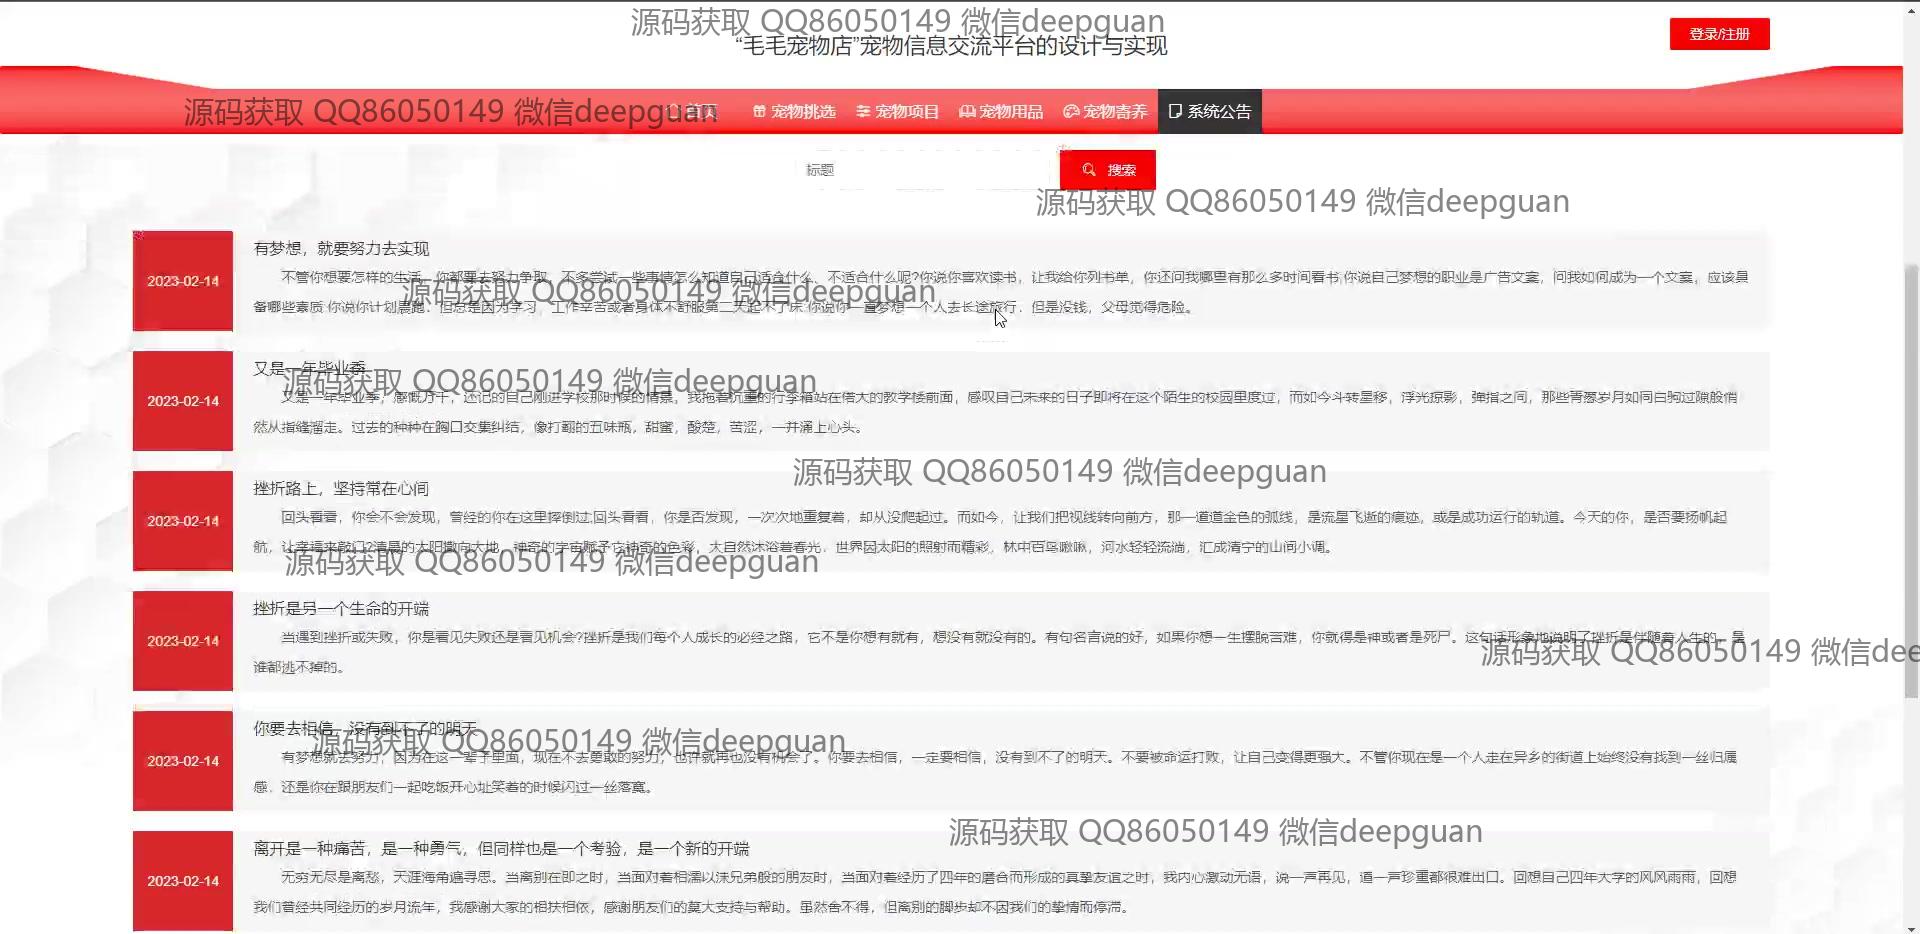 源码获取 QQ86050149 微信deepguan
“毛毛宠物店”宠物信息交流平台的设计与实现
登录/注册
首页 宠物挑选 宠物项目 宠物用品 宠物寄养 系统公告
源码获取 QQ86050149 微信deepguan
标题
搜索
源码获取 QQ86050149 微信deepguan
2023-02-14
有梦想，就要努力去实现
不管你想要怎样的生活，你都要去努力争取，不多尝试一些事情怎么知道自己适合什么、不适合什么呢?你说你喜欢读书，让我给你列书单，你还问我哪里有那么多时间看书;你说自己梦想的职业是广告文案，问我如何成为一个文案，应该具
备哪些素质;你说你计划晨跑，但总是因为学习、工作辛苦或者身体不舒服第二天起不了床;你说你一直梦想一个人去长途旅行，但是没钱，父母觉得危险。
源码获取 QQ86050149 微信deepguan
2023-02-14
又是一年毕业季
源码获取 QQ86050149 微信deepguan
又是一年毕业季，感慨万千，还记的自己刚进学校那时候的情景，我拖着沉重的行李箱站在偌大的教学楼前面，感叹自己未来的日子即将在这个陌生的校园里度过，而如今斗转星移，浮光掠影，弹指之间，那些青葱岁月如同白驹过隙般悄
然从指缝溜走。过去的种种在胸口交集纠结，像打翻的五味瓶，甜蜜，酸楚，苦涩，一并涌上心头。
源码获取 QQ86050149 微信deepguan
2023-02-14
挫折路上，坚持常在心间
回头看看，你会不会发现，曾经的你在这里摔倒过;回头看看，你是否发现，一次次地重复着，却从没爬起过。而如今，让我们把视线转向前方，那一道道金色的弧线，是流星飞逝的痕迹，或是成功运行的轨道。今天的你，是否要扬帆起
航，让幸福来敲门?清晨的太阳撒向大地，神奇的宇宙赋予它神奇的色彩，大自然沐浴着春光，世界因太阳的照射而精彩，林中百鸟啾啾，河水轻轻流淌，汇成清宁的山间小调。
源码获取 QQ86050149 微信deepguan
2023-02-14
挫折是另一个生命的开端
当遇到挫折或失败，你是看见失败还是看见机会?挫折是我们每个人成长的必经之路，它不是你想有就有，想没有就没有的。有句名言说的好，如果你想一生摆脱苦难，你就得是神或者是死尸。这句话形象地说明了挫折是伴随着人生的，是
谁都逃不掉的。
源码获取 QQ86050149 微信dee
2023-02-14
你要去相信，没有到不了的明天
源码获取 QQ86050149 微信deepguan
有梦想就去努力，因为在这一辈子里面，现在不去勇敢的努力，也许就再也没有机会了。你要去相信，一定要相信，没有到不了的明天。不要被命运打败，让自己变得更强大。不管你现在是一个人走在异乡的街道上始终没有找到一丝归属
感，还是你在跟朋友们一起吃饭开心址笑着的时候闪过一丝落寞。
源码获取 QQ86050149 微信deepguan
2023-02-14
离开是一种痛苦，是一种勇气，但同样也是一个考验，是一个新的开端
无穷无尽是离愁，天涯海角遍寻思。当离别在即之时，当面对着相濡以沫兄弟般的朋友时，当面对着经历了四年的磨合而形成的真挚友谊之时，我内心激动无语，说一声再见，道一声珍重都很难出口。回想自己四年大学的风风雨雨，回想
我们曾经共同经历的岁月流年，我感谢大家的相扶相依，感谢朋友们的莫大支持与帮助。虽然舍不得，但离别的脚步却不因我们的挚情而停滞。